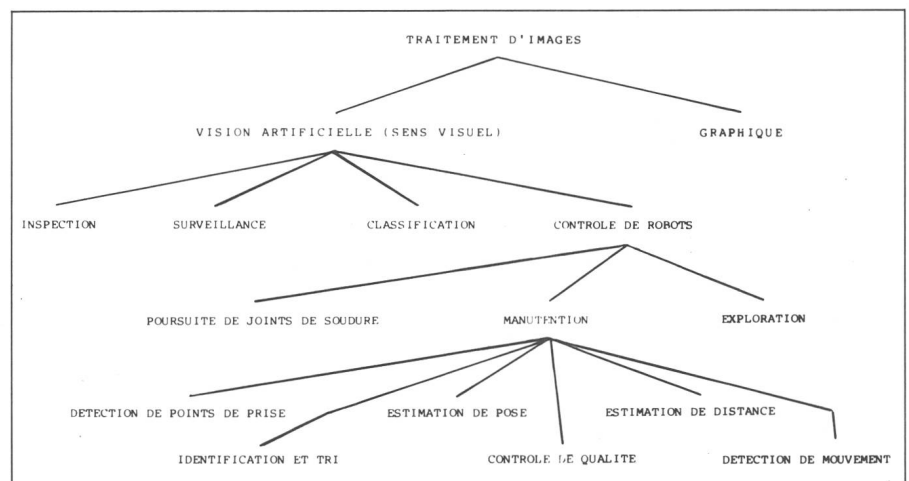 TRAITEMENT D'IMAGES
VISION ARTIFICIELLE (SENS VISUEL) GRAPHIQUE
INSPECTION SURVEILLANCE CLASSIFICATION CONTROLE DE ROBOTS
POURSUITE DE JOINTS DE SOUDURE MANUTENTION EXPLORATION
DETECTION DE POINTS DE PRISE ESTIMATION DE POSE ESTIMATION DE DISTANCE
IDENTIFICATION ET TRI CONTROLE DE QUALITE DETECTION DE MOUVEMENT